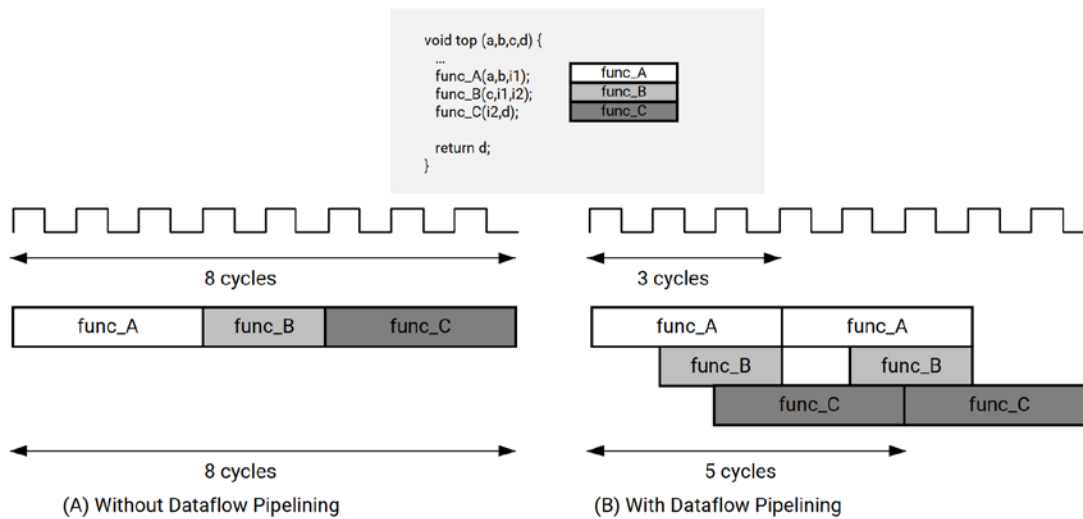 void top (a,b,c,d) {
...
func_A(a,b,i1);
func_B(c,i1,i2);
func_C(i2,d);
return d;
}
func_A
func_B
func_C
8 cycles
func_A func_B func_C
8 cycles
(A) Without Dataflow Pipelining
3 cycles
func_A func_A
func_B func_B
func_C func_C
5 cycles
(B) With Dataflow Pipelining